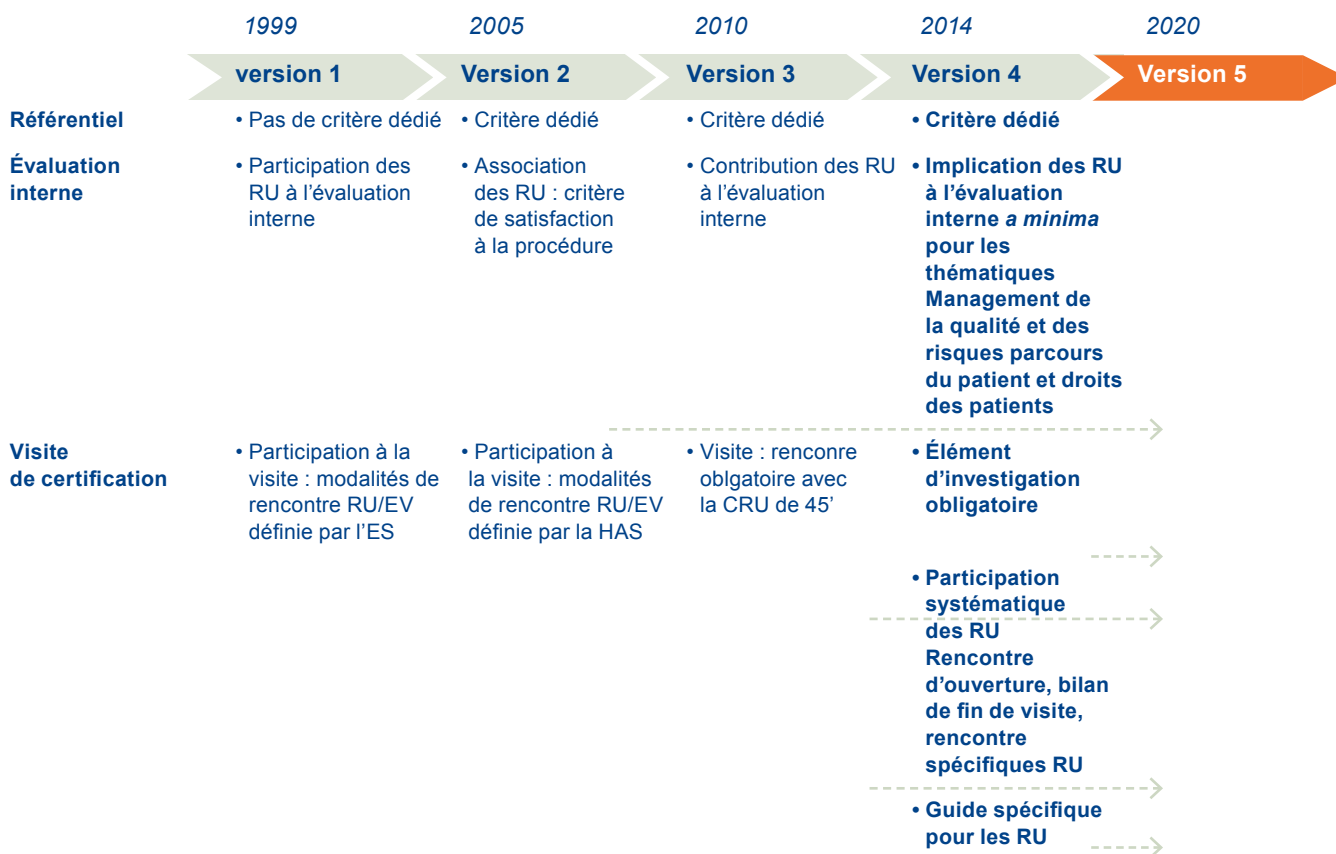 1999
2005
2010
2014
2020
version 1
Version 2
Version 3
Version 4
Version 5
Référentiel
• Pas de critère dédié
• Critère dédié
• Critère dédié
• Critère dédié
Évaluation
interne
• Participation des
RU à l’évaluation
interne
• Association
des RU : critère
de satisfaction
à la procédure
• Contribution des RU
à l’évaluation
interne
• Implication des RU
à l’évaluation
interne a minima
pour les
thématiques
Management de
la qualité et des
risques parcours
du patient et droits
des patients
Visite
de certification
• Participation à la
visite : modalités de
rencontre RU/EV
définie par l’ES
• Participation à
la visite : modalités
de rencontre RU/EV
définie par la HAS
• Visite : renconre
oblgatoire avec
la CRU de 45’
• Élément
d’investigation
obligatoire
• Participation
systématique
des RU
Rencontre
d’ouverture, bilan
de fin de visite,
rencontre
spécifiques RU
• Guide spécifique
pour les RU